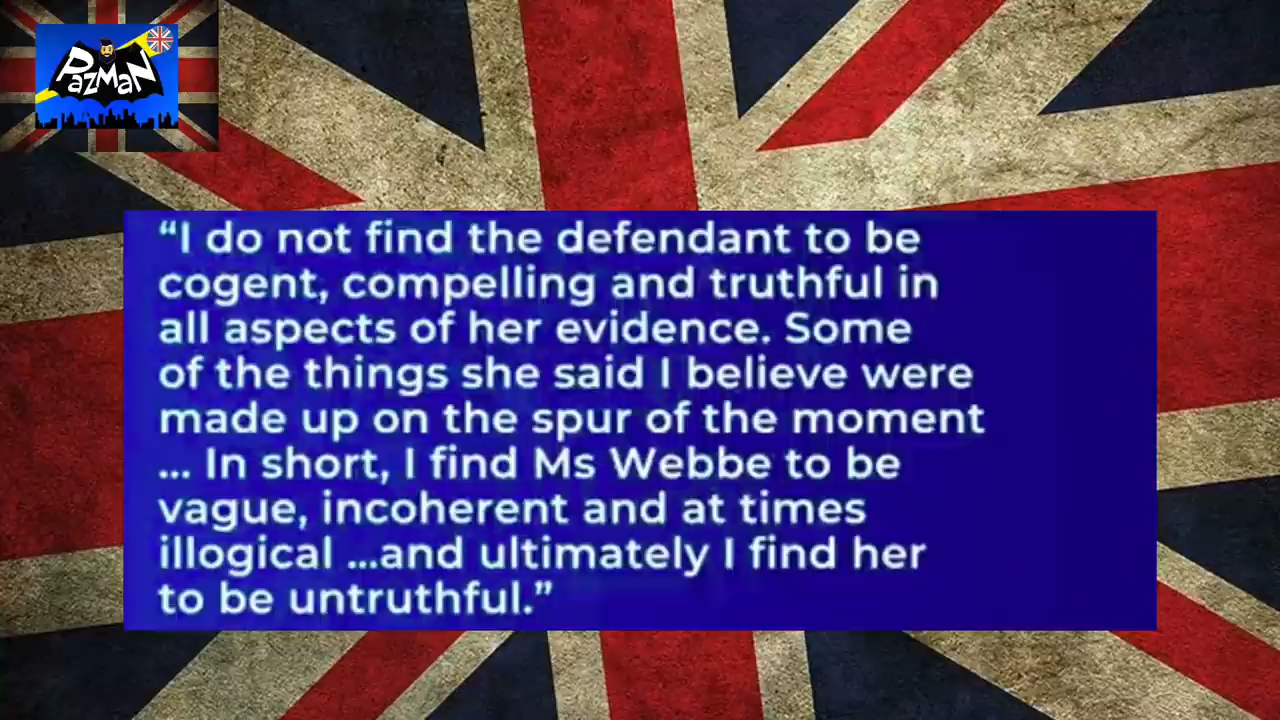 PazMaN
“I do not find the defendant to be
cogent, compelling and truthful in
all aspects of her evidence. Some
of the things she said I believe were
made up on the spur of the moment
... In short, I find Ms Webbe to be
vague, incoherent and at times
illogical ...and ultimately I find her
to be untruthful.”